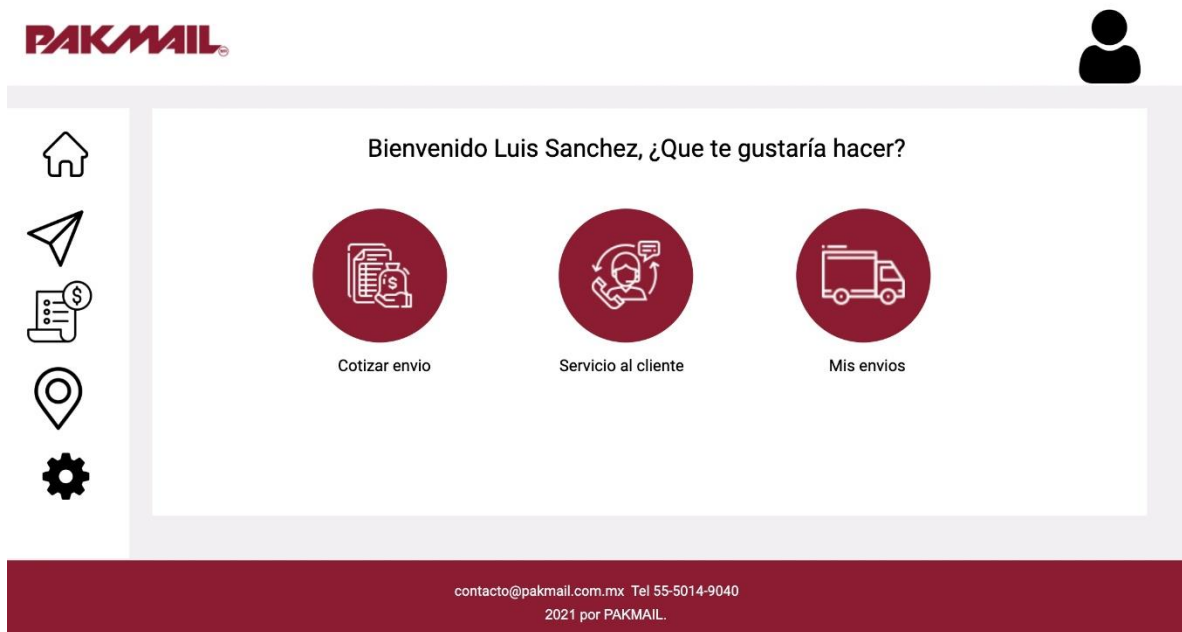 PAKMAIL
Bienvenido Luis Sanchez, ¿Que te gustaría hacer?
$
$
Cotizar envio
Servicio al cliente
Mis envios
contacto@pakmail.com.mx Tel 55-5014-9040
2021 por PAKMAIL.